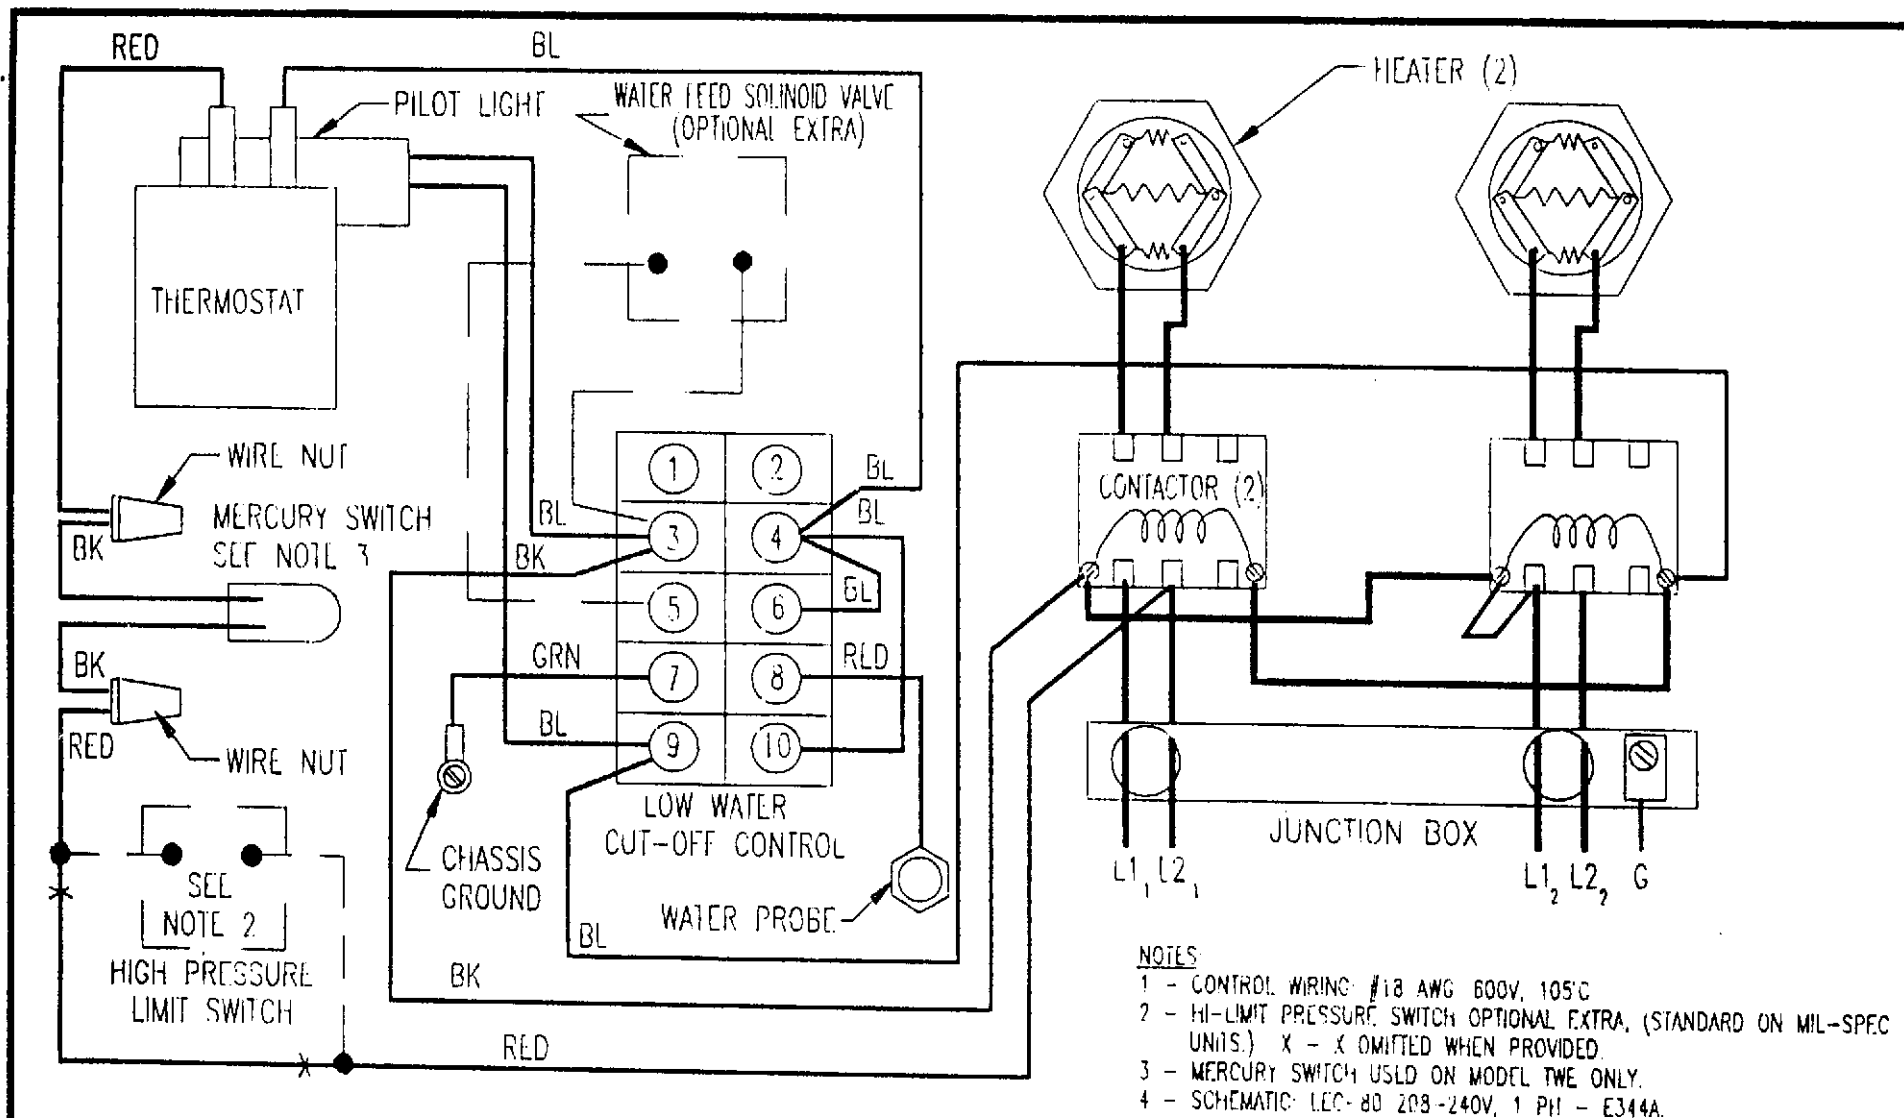 RED
BL
HEATER (2)
PILOT LIGHT
WATER FEED SOLINOID VALVE
(OPTIONAL EXTRA)
THERMOSTAT
WIRE NUT
BK
MERCURY SWITCH
SEE NOTE 3
BK
WIRE NUT
RED
1
2
3
4
5
6
7
8
9
10
BL
BL
BL
BK
BL
GRN
RED
BL
CONTACTOR (2)
LOW WATER
CUT-OFF CONTROL
CHASSIS
GROUND
WATER PROBE
JUNCTION BOX
L1₁ L2₁
L1₂ L2₂ G
SEE
NOTE 2
HIGH PRESSURE
LIMIT SWITCH
BL
BK
RED
NOTES
1 - CONTROL WIRING #18 AWG 600V, 105°C
2 - HI-LIMIT PRESSURE SWITCH OPTIONAL EXTRA, (STANDARD ON MIL-SPEC
UNITS.) X - X OMITTED WHEN PROVIDED.
3 - MERCURY SWITCH USED ON MODEL TWE ONLY.
4 - SCHEMATIC: LEC-80 208-240V, 1 PH - E344A.